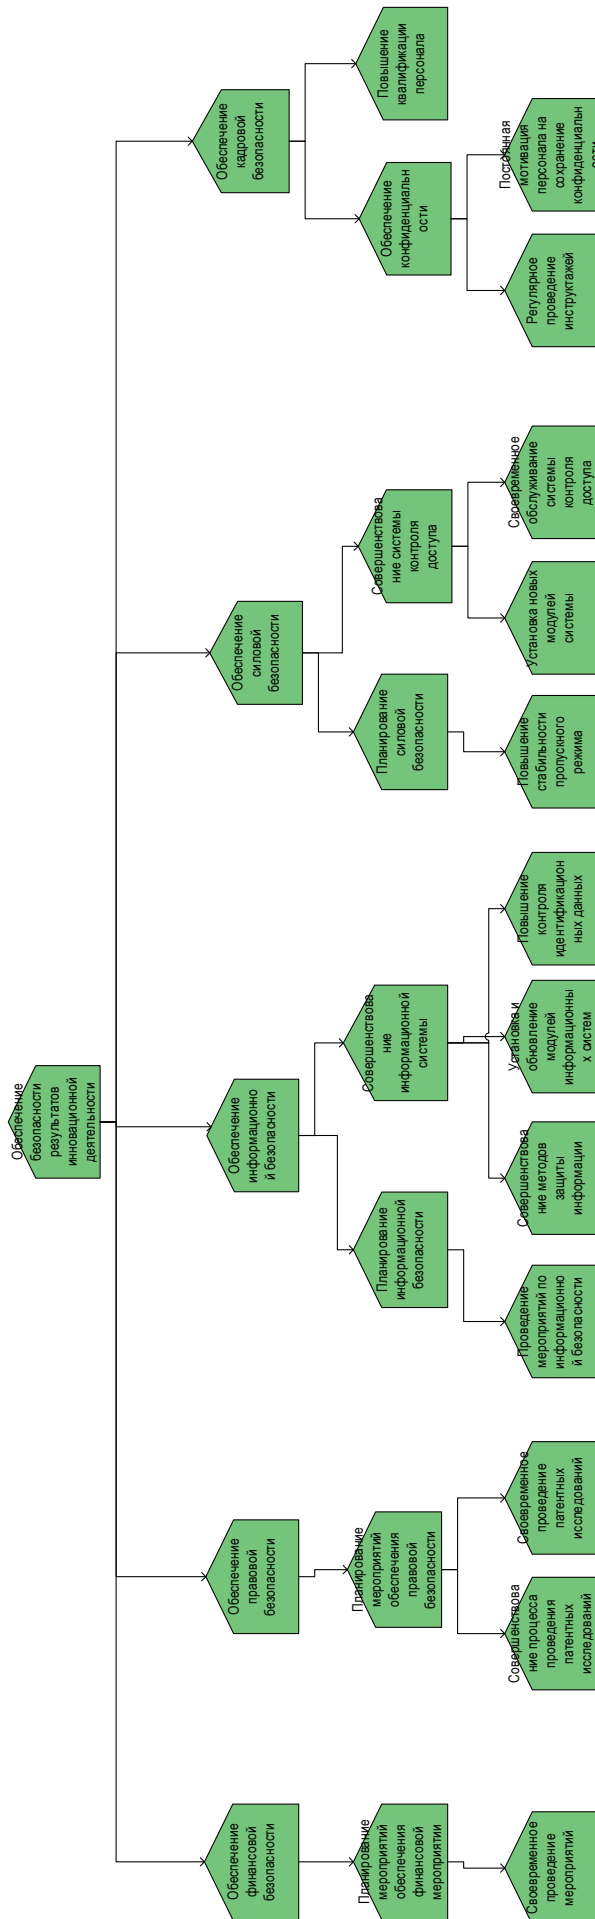 Обеспечение
безопасности
результатов
инновационной
деятельности
Обеспечение
финансовой
безопасности
Обеспечение
правовой
безопасности
Обеспечение
информационно
й безопасности
Обеспечение
силовой
безопасности
Обеспечение
кадровой
безопасности
Планирование
мероприятий
обеспечения
финансовой
мероприятии
Планирование
мероприятий
обеспечения
правовой
безопасности
Планирование
информационной
безопасности
Совершенствова
ние
информационной
системы
Планирование
силовой
безопасности
Совершенствова
ние системы
контроля
доступа
Обеспечение
конфиденциальн
ости
Повышение
квалификации
персонала
Своевременное
проведение
мероприятий
Совершенствова
ние процесса
проведения
патентных
исследований
Своевременное
проведение
патентных
исследований
Проведение
мероприятий по
информационно
й безопасности
Совершенствова
ние методов
защиты
информации
Установка и
обновление
модулей
информационны
х систем
Повышение
контроля
идентификацион
ных данных
Повышение
стабильности
пропускного
режима
Установка новых
модулей
системы
Своевременное
обслуживание
системы
контроля
доступа
Регулярное
проведение
инструктажей
Постоянная
мотивация
персонала на
сохранение
конфиденциальн
ости